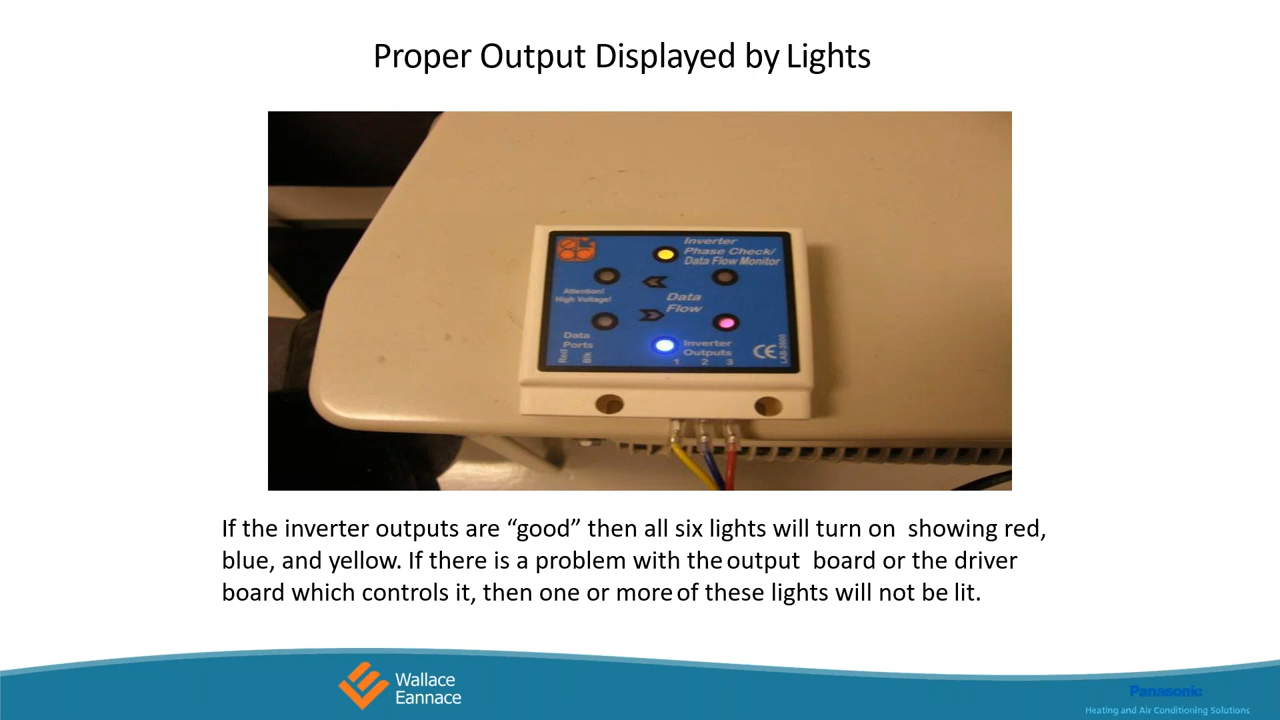 Proper Output Displayed by Lights
Inverter
Phase Check/
Data Flow Monitor
Attention!
High Voltage!
Data
Flow
Data
Ports
Ref
Blk
Inverter
Outputs
1 2 3
CE
LAB-2000
If the inverter outputs are “good” then all six lights will turn on showing red,
blue, and yellow. If there is a problem with the output board or the driver
board which controls it, then one or more of these lights will not be lit.
Wallace
Eannace
Panasonic
Heating and Air Conditioning Solutions